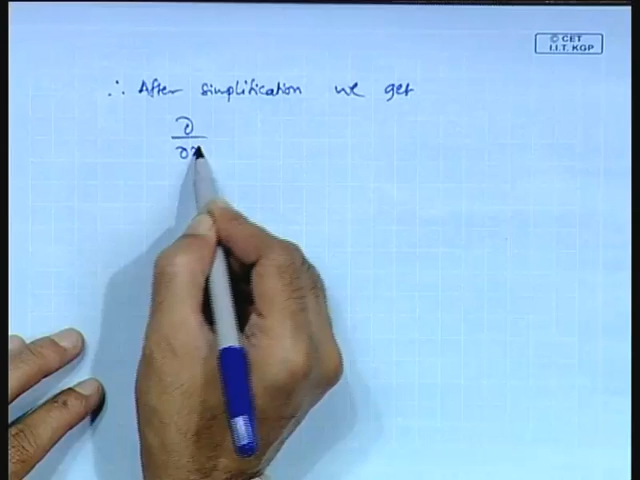 © CET
I.I.T. KGP
∴ After simplification we get
∂
∂x